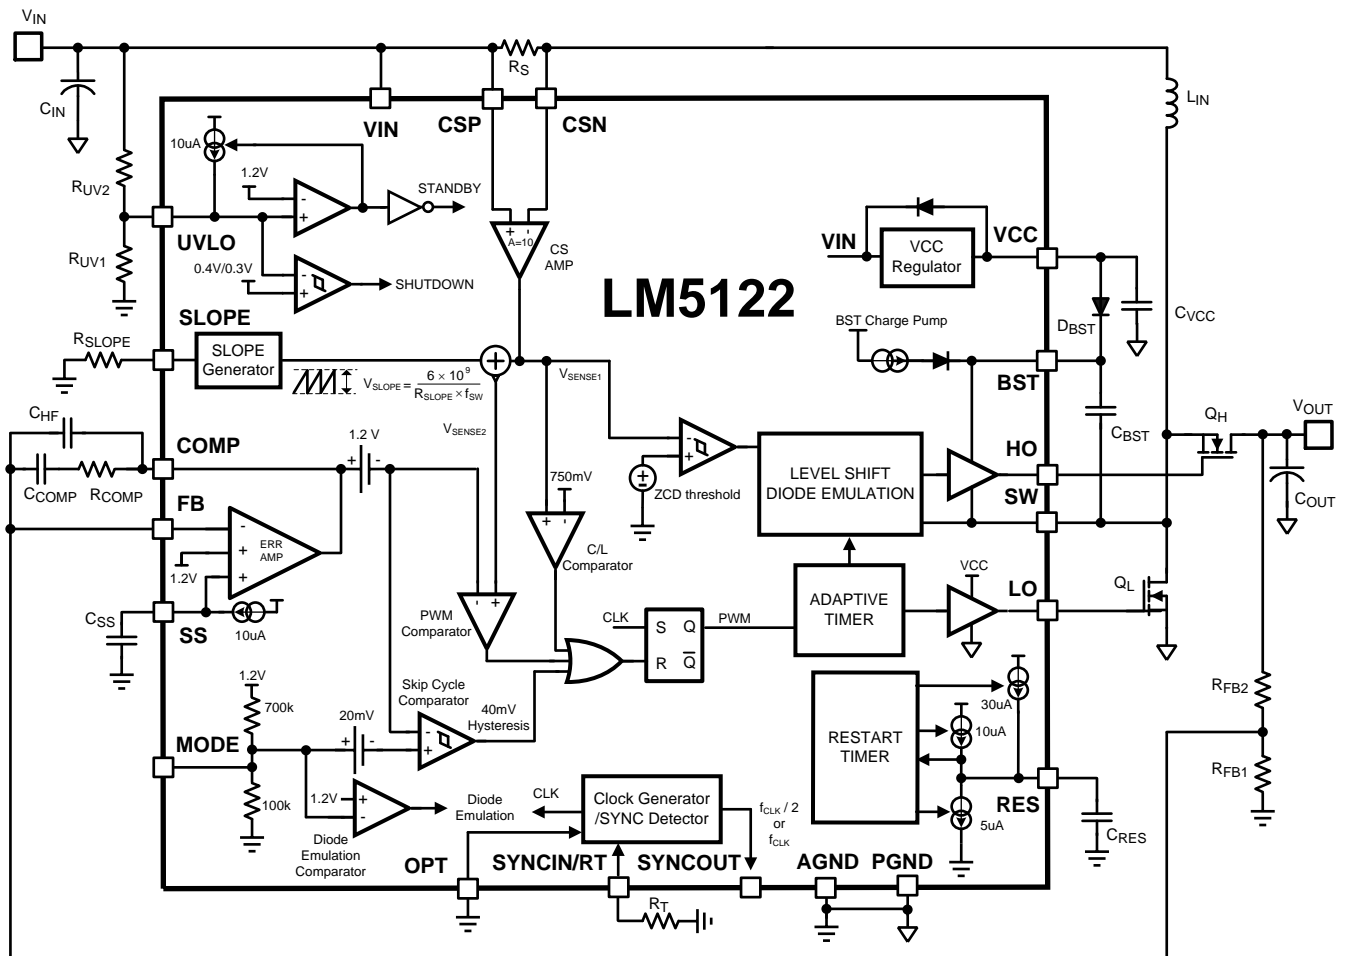 VIN
RS
CIN
LIN
VIN
CSP
CSN
10uA
1.2V
STANDBY
RUV2
UVLO
+
-
+
-
A=10
CS
AMP
VIN
VCC
Regulator
VCC
RUV1
0.4V/0.3V
-
+
SHUTDOWN
LM5122
DBST
CVCC
SLOPE
RSLOPE
SLOPE
Generator
+
VSLOPE = 6 × 10^9 / RSLOPE × fSW
VSENSE1
BST Charge Pump
BST
CHF
COMP
1.2 V
+
-
VSENSE2
CBST
QH
VOUT
CCOMP
RCOMP
-
+
ZCD threshold
LEVEL SHIFT
DIODE EMULATION
HO
SW
COUT
FB
750mV
+
-
C/L
Comparator
-
ERR
AMP
+
+
1.2V
VCC
QL
LO
CSS
SS
10uA
PWM
Comparator
-
+
CLK
S
Q
R
Q
PWM
ADAPTIVE
TIMER
1.2V
700k
Skip Cycle
Comparator
40mV
Hysteresis
20mV
+
-
-
+
MODE
RESTART
TIMER
30uA
10uA
5uA
RES
CRES
RFB2
RFB1
100k
1.2V
+
-
Diode
Emulation
Diode
Emulation
Comparator
CLK
Clock Generator
/SYNC Detector
fCLK / 2
or
fCLK
OPT
SYNCIN/RT
SYNCOUT
AGND
PGND
RT